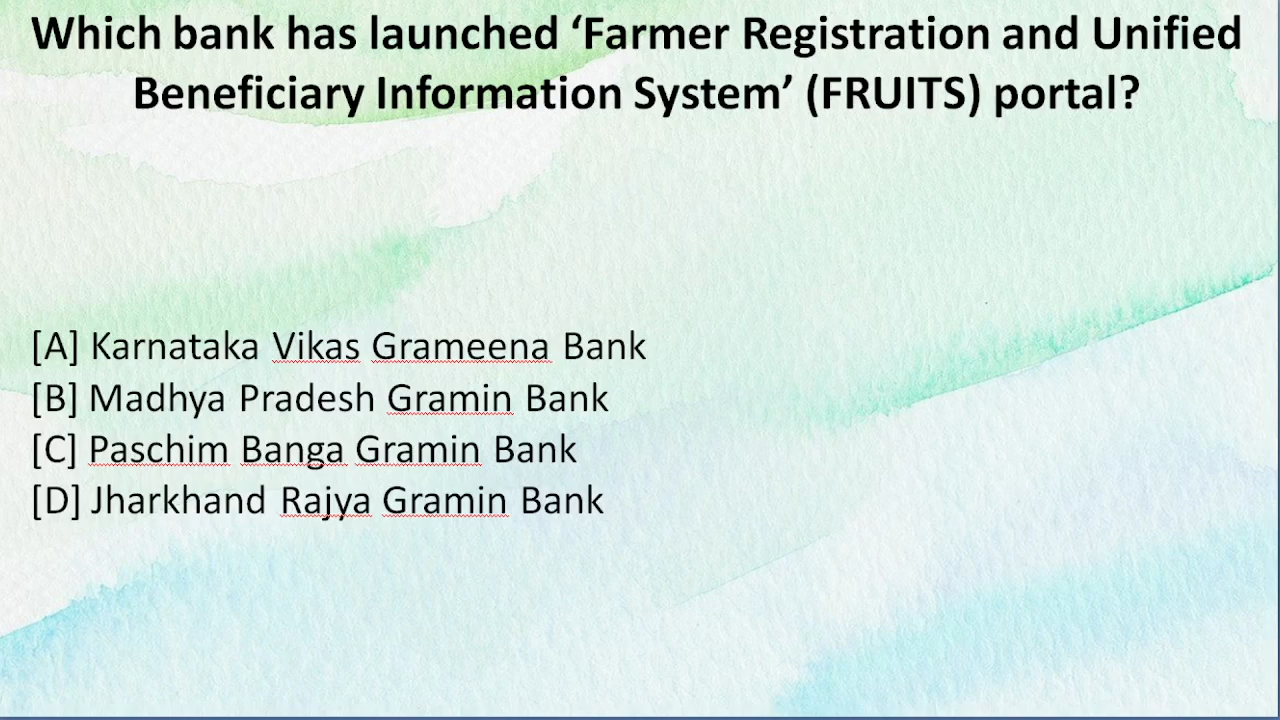 Which bank has launched ‘Farmer Registration and Unified
Beneficiary Information System’ (FRUITS) portal?
[A] Karnataka Vikas Grameena Bank
[B] Madhya Pradesh Gramin Bank
[C] Paschim Banga Gramin Bank
[D] Jharkhand Rajya Gramin Bank